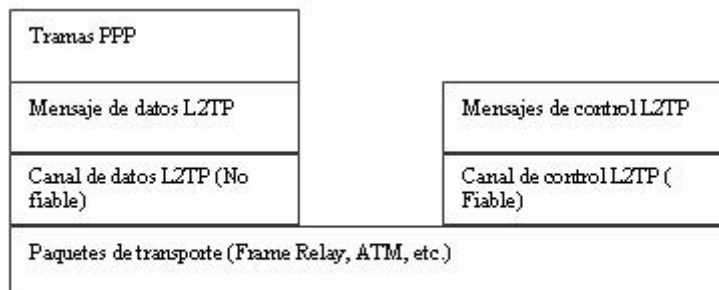 Tramas PPP
Mensaje de datos L2TP
Mensajes de control L2TP
Canal de datos L2TP (No
fiable)
Canal de control L2TP (
Fiable)
Paquetes de transporte (Frame Relay, ATM, etc.)